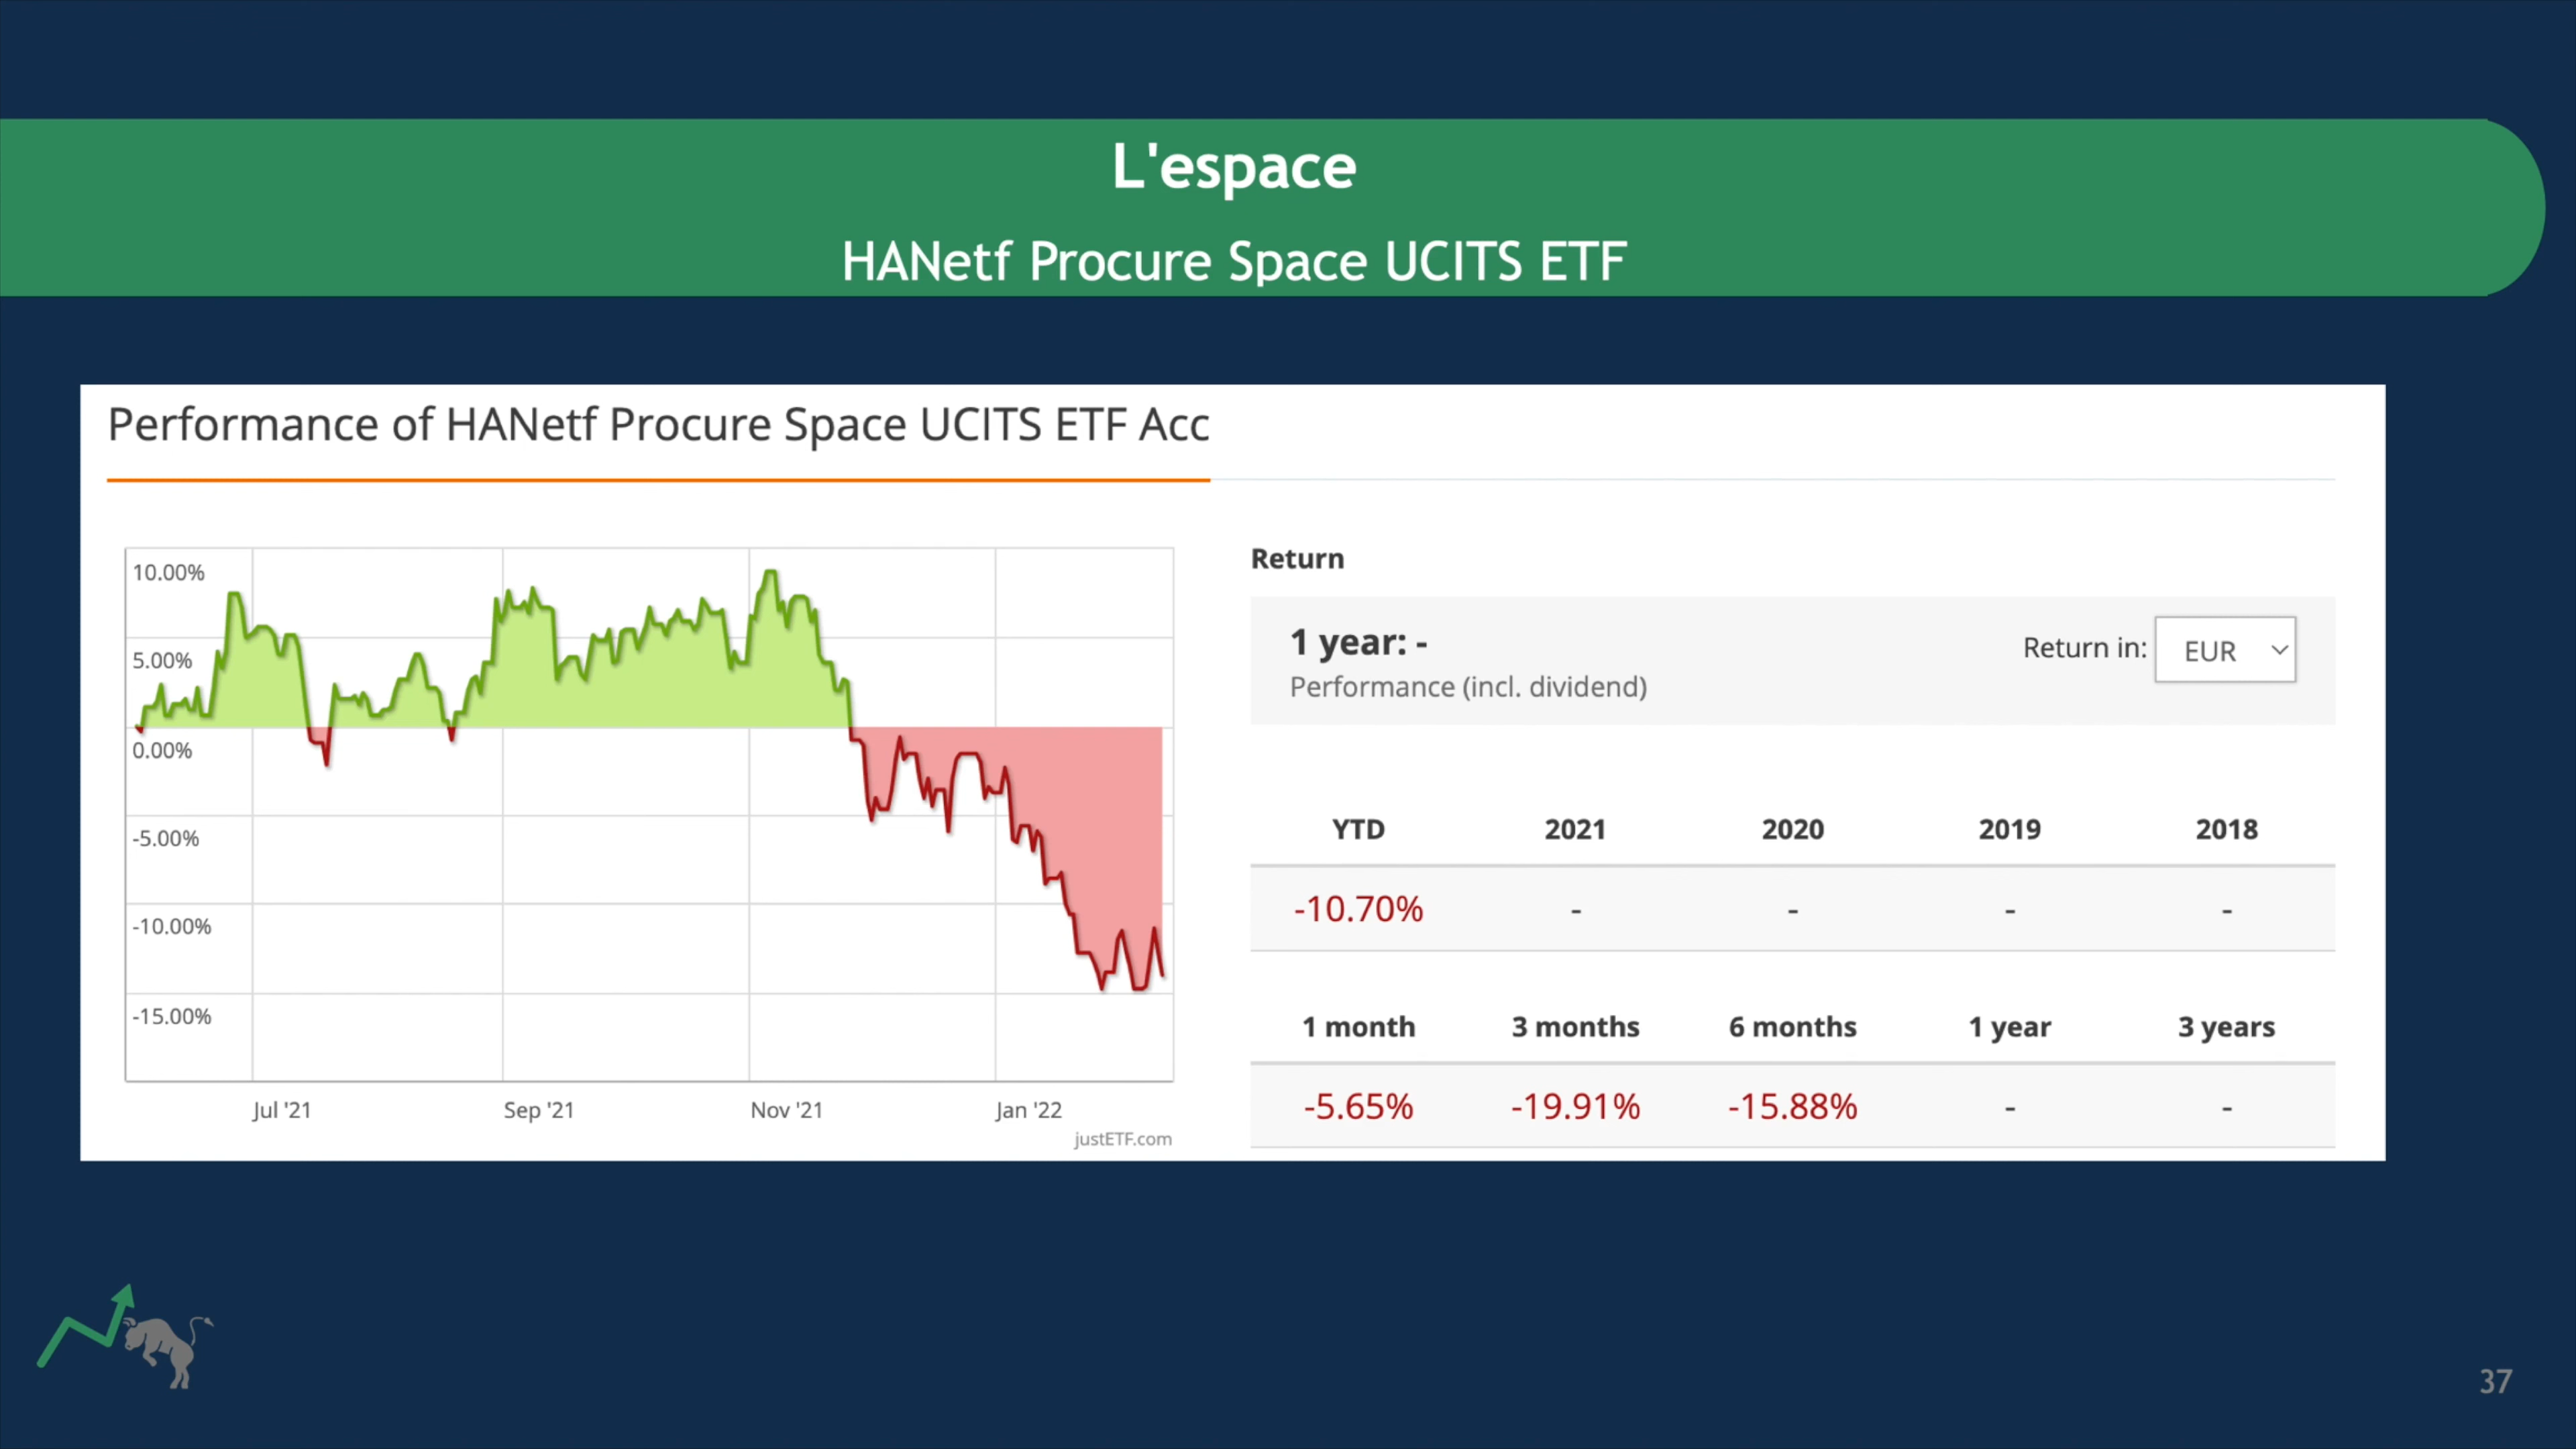 L'espace
HANetf Procure Space UCITS ETF
Performance of HANetf Procure Space UCITS ETF Acc
10.00%
5.00%
0.00%
-5.00%
-10.00%
-15.00%
Jul '21 Sep '21 Nov '21 Jan '22
justETF.com
Return
1 year: -
Performance (incl. dividend)
Return in: EUR
YTD 2021 2020 2019 2018
-10.70% - - - -
1 month 3 months 6 months 1 year 3 years
-5.65% -19.91% -15.88% - -
37